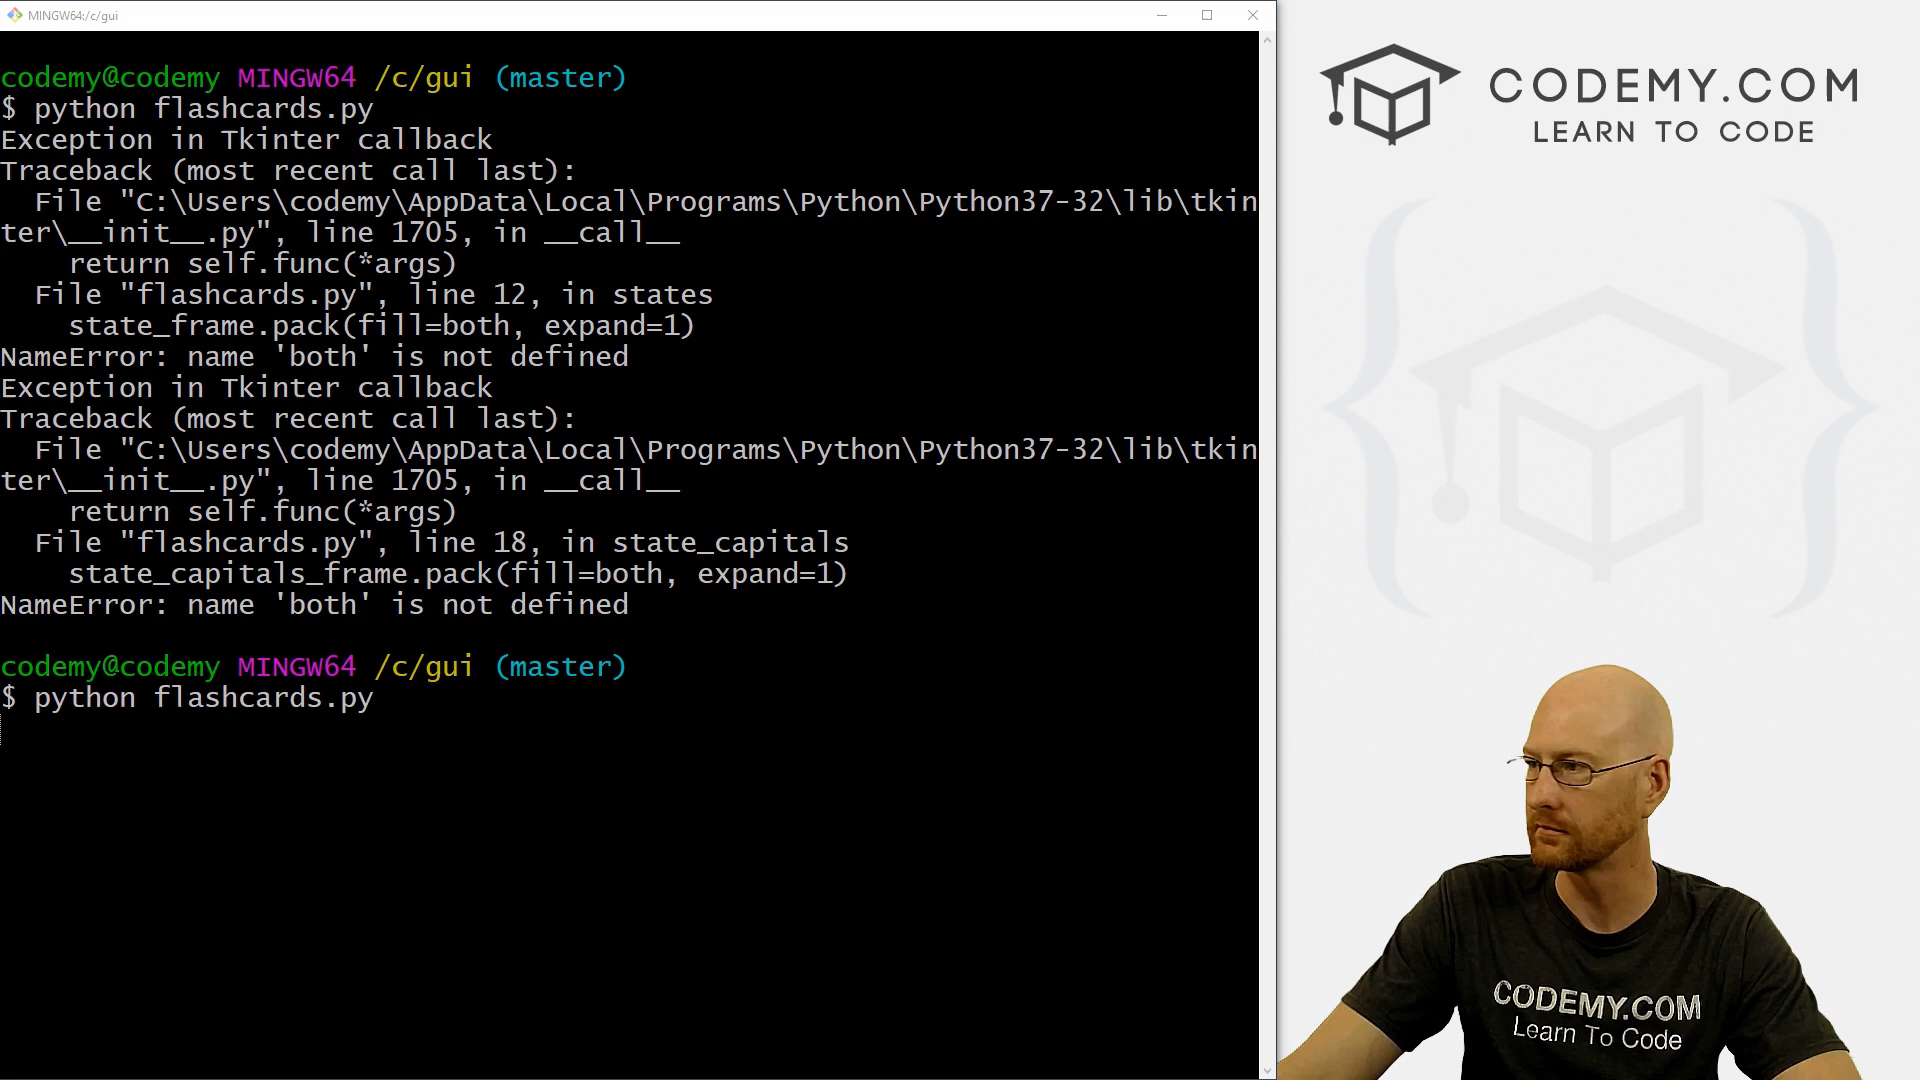 MINGW64:/c/gui
codemy@codemy MINGW64 /c/gui (master)
$ python flashcards.py
Exception in Tkinter callback
Traceback (most recent call last):
  File "C:\Users\codemy\AppData\Local\Programs\Python\Python37-32\lib\tkin
ter\__init__.py", line 1705, in __call__
    return self.func(*args)
  File "flashcards.py", line 12, in states
    state_frame.pack(fill=both, expand=1)
NameError: name 'both' is not defined
Exception in Tkinter callback
Traceback (most recent call last):
  File "C:\Users\codemy\AppData\Local\Programs\Python\Python37-32\lib\tkin
ter\__init__.py", line 1705, in __call__
    return self.func(*args)
  File "flashcards.py", line 18, in state_capitals
    state_capitals_frame.pack(fill=both, expand=1)
NameError: name 'both' is not defined
codemy@codemy MINGW64 /c/gui (master)
$ python flashcards.py
CODEMY.COM
LEARN TO CODE
CODEMY.COM
Learn To Code